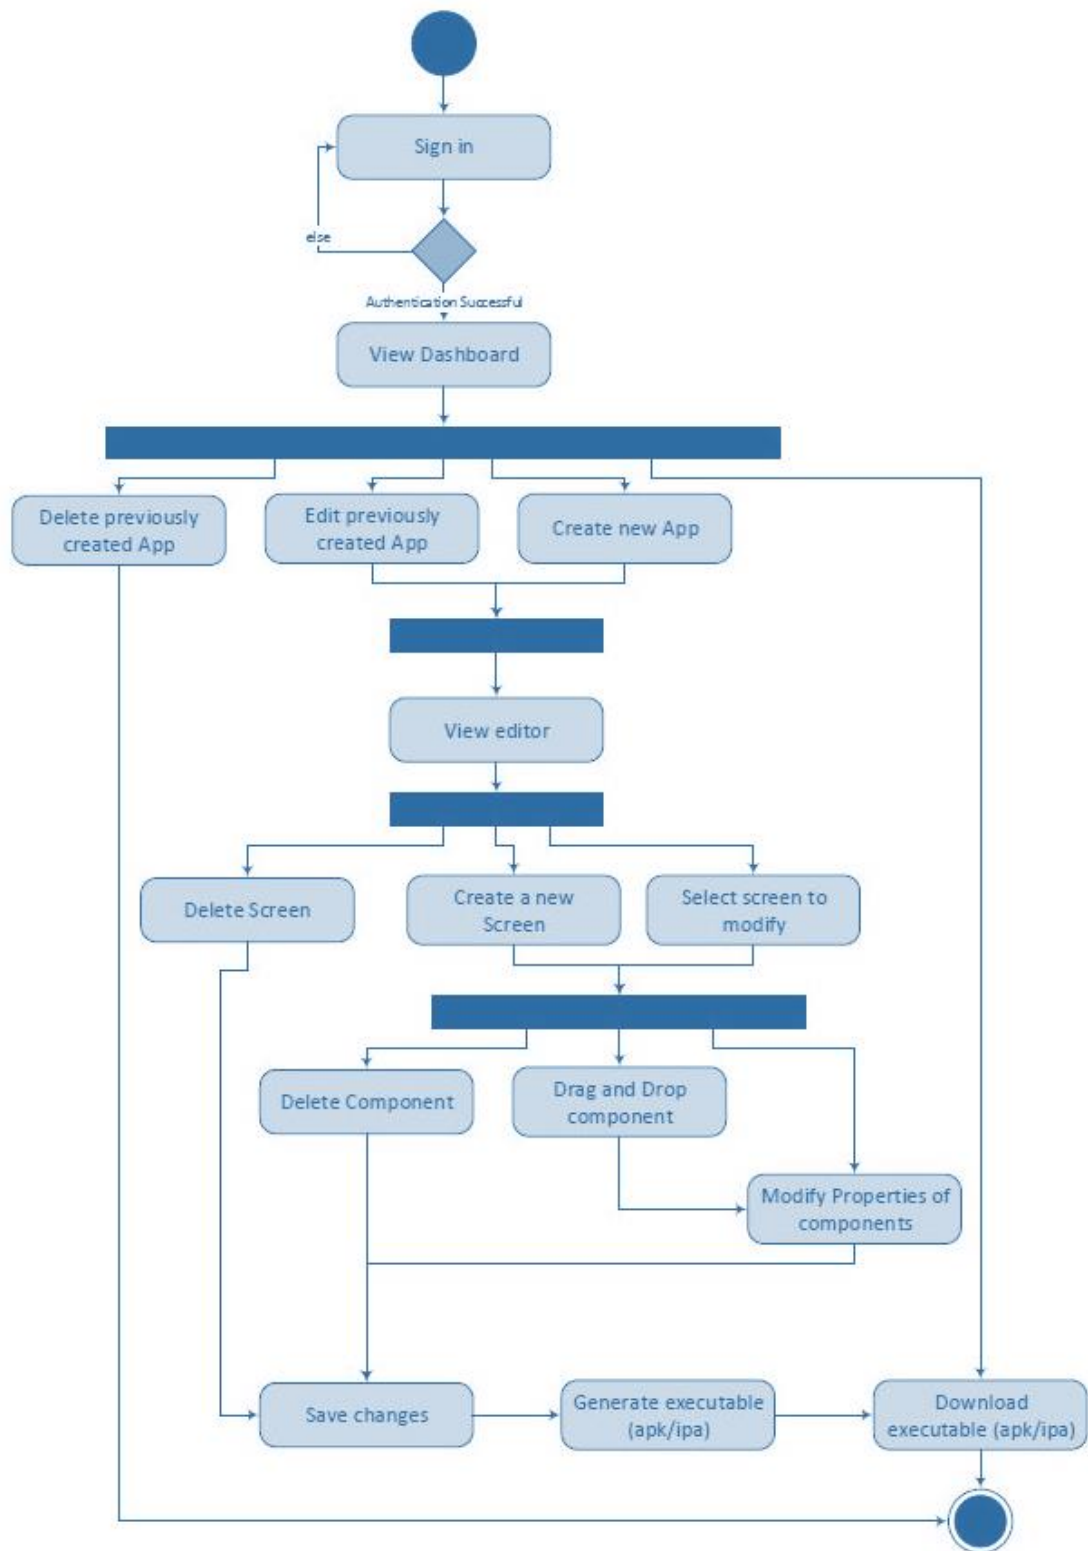 Sign in
else
Authentication Successful
View Dashboard
Delete previously
created App
Edit previously
created App
Create new App
View editor
Delete Screen
Create a new
Screen
Select screen to
modify
Delete Component
Drag and Drop
component
Modify Properties of
components
Save changes
Generate executable
(apk/ipa)
Download
executable (apk/ipa)